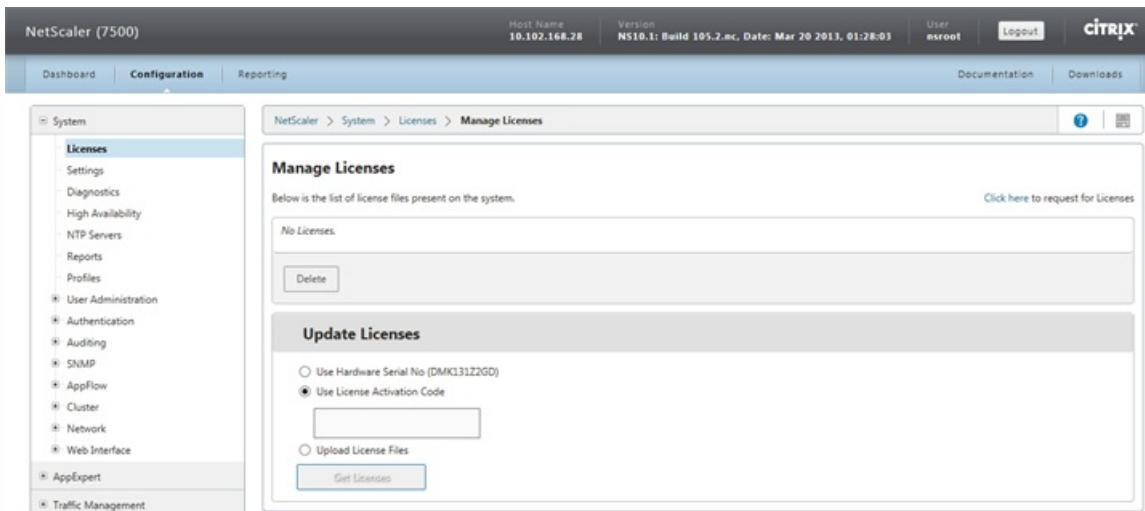 NetScaler (7500)
Host Name
10.102.168.28
Version
NS10.1: Build 105.2.nc, Date: Mar 20 2013, 01:28:03
User
nsroot
Logout
CITRIX
Dashboard
Configuration
Reporting
Documentation
Downloads
System
Licenses
Settings
Diagnostics
High Availability
NTP Servers
Reports
Profiles
User Administration
Authentication
Auditing
SNMP
AppFlow
Cluster
Network
Web Interface
AppExpert
Traffic Management
NetScaler > System > Licenses > Manage Licenses
Manage Licenses
Below is the list of license files present on the system.
Click here to request for Licenses
No Licenses.
Delete
Update Licenses
Use Hardware Serial No (DMK131Z2GD)
Use License Activation Code
Upload License Files
Get Licenses